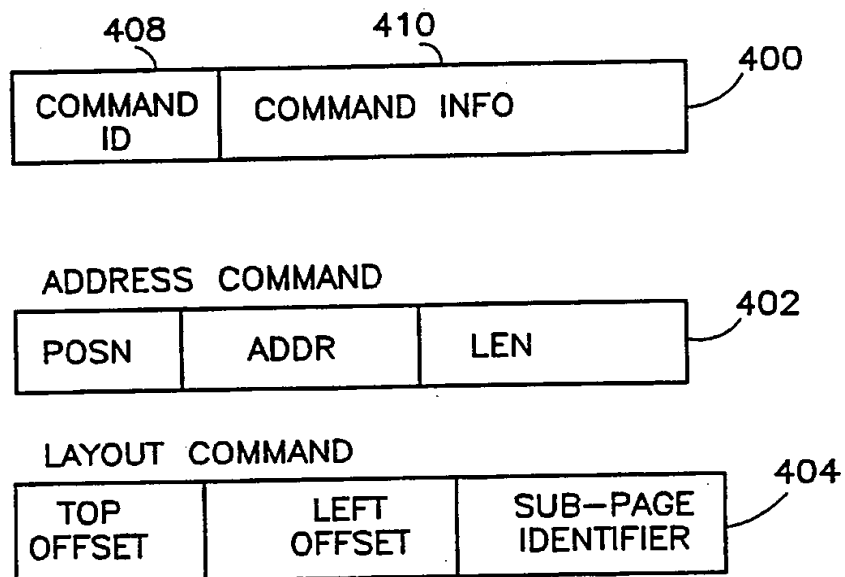 408 410
400
COMMAND ID COMMAND INFO
ADDRESS COMMAND
402
POSN ADDR LEN
LAYOUT COMMAND
404
TOP OFFSET LEFT OFFSET SUB-PAGE IDENTIFIER